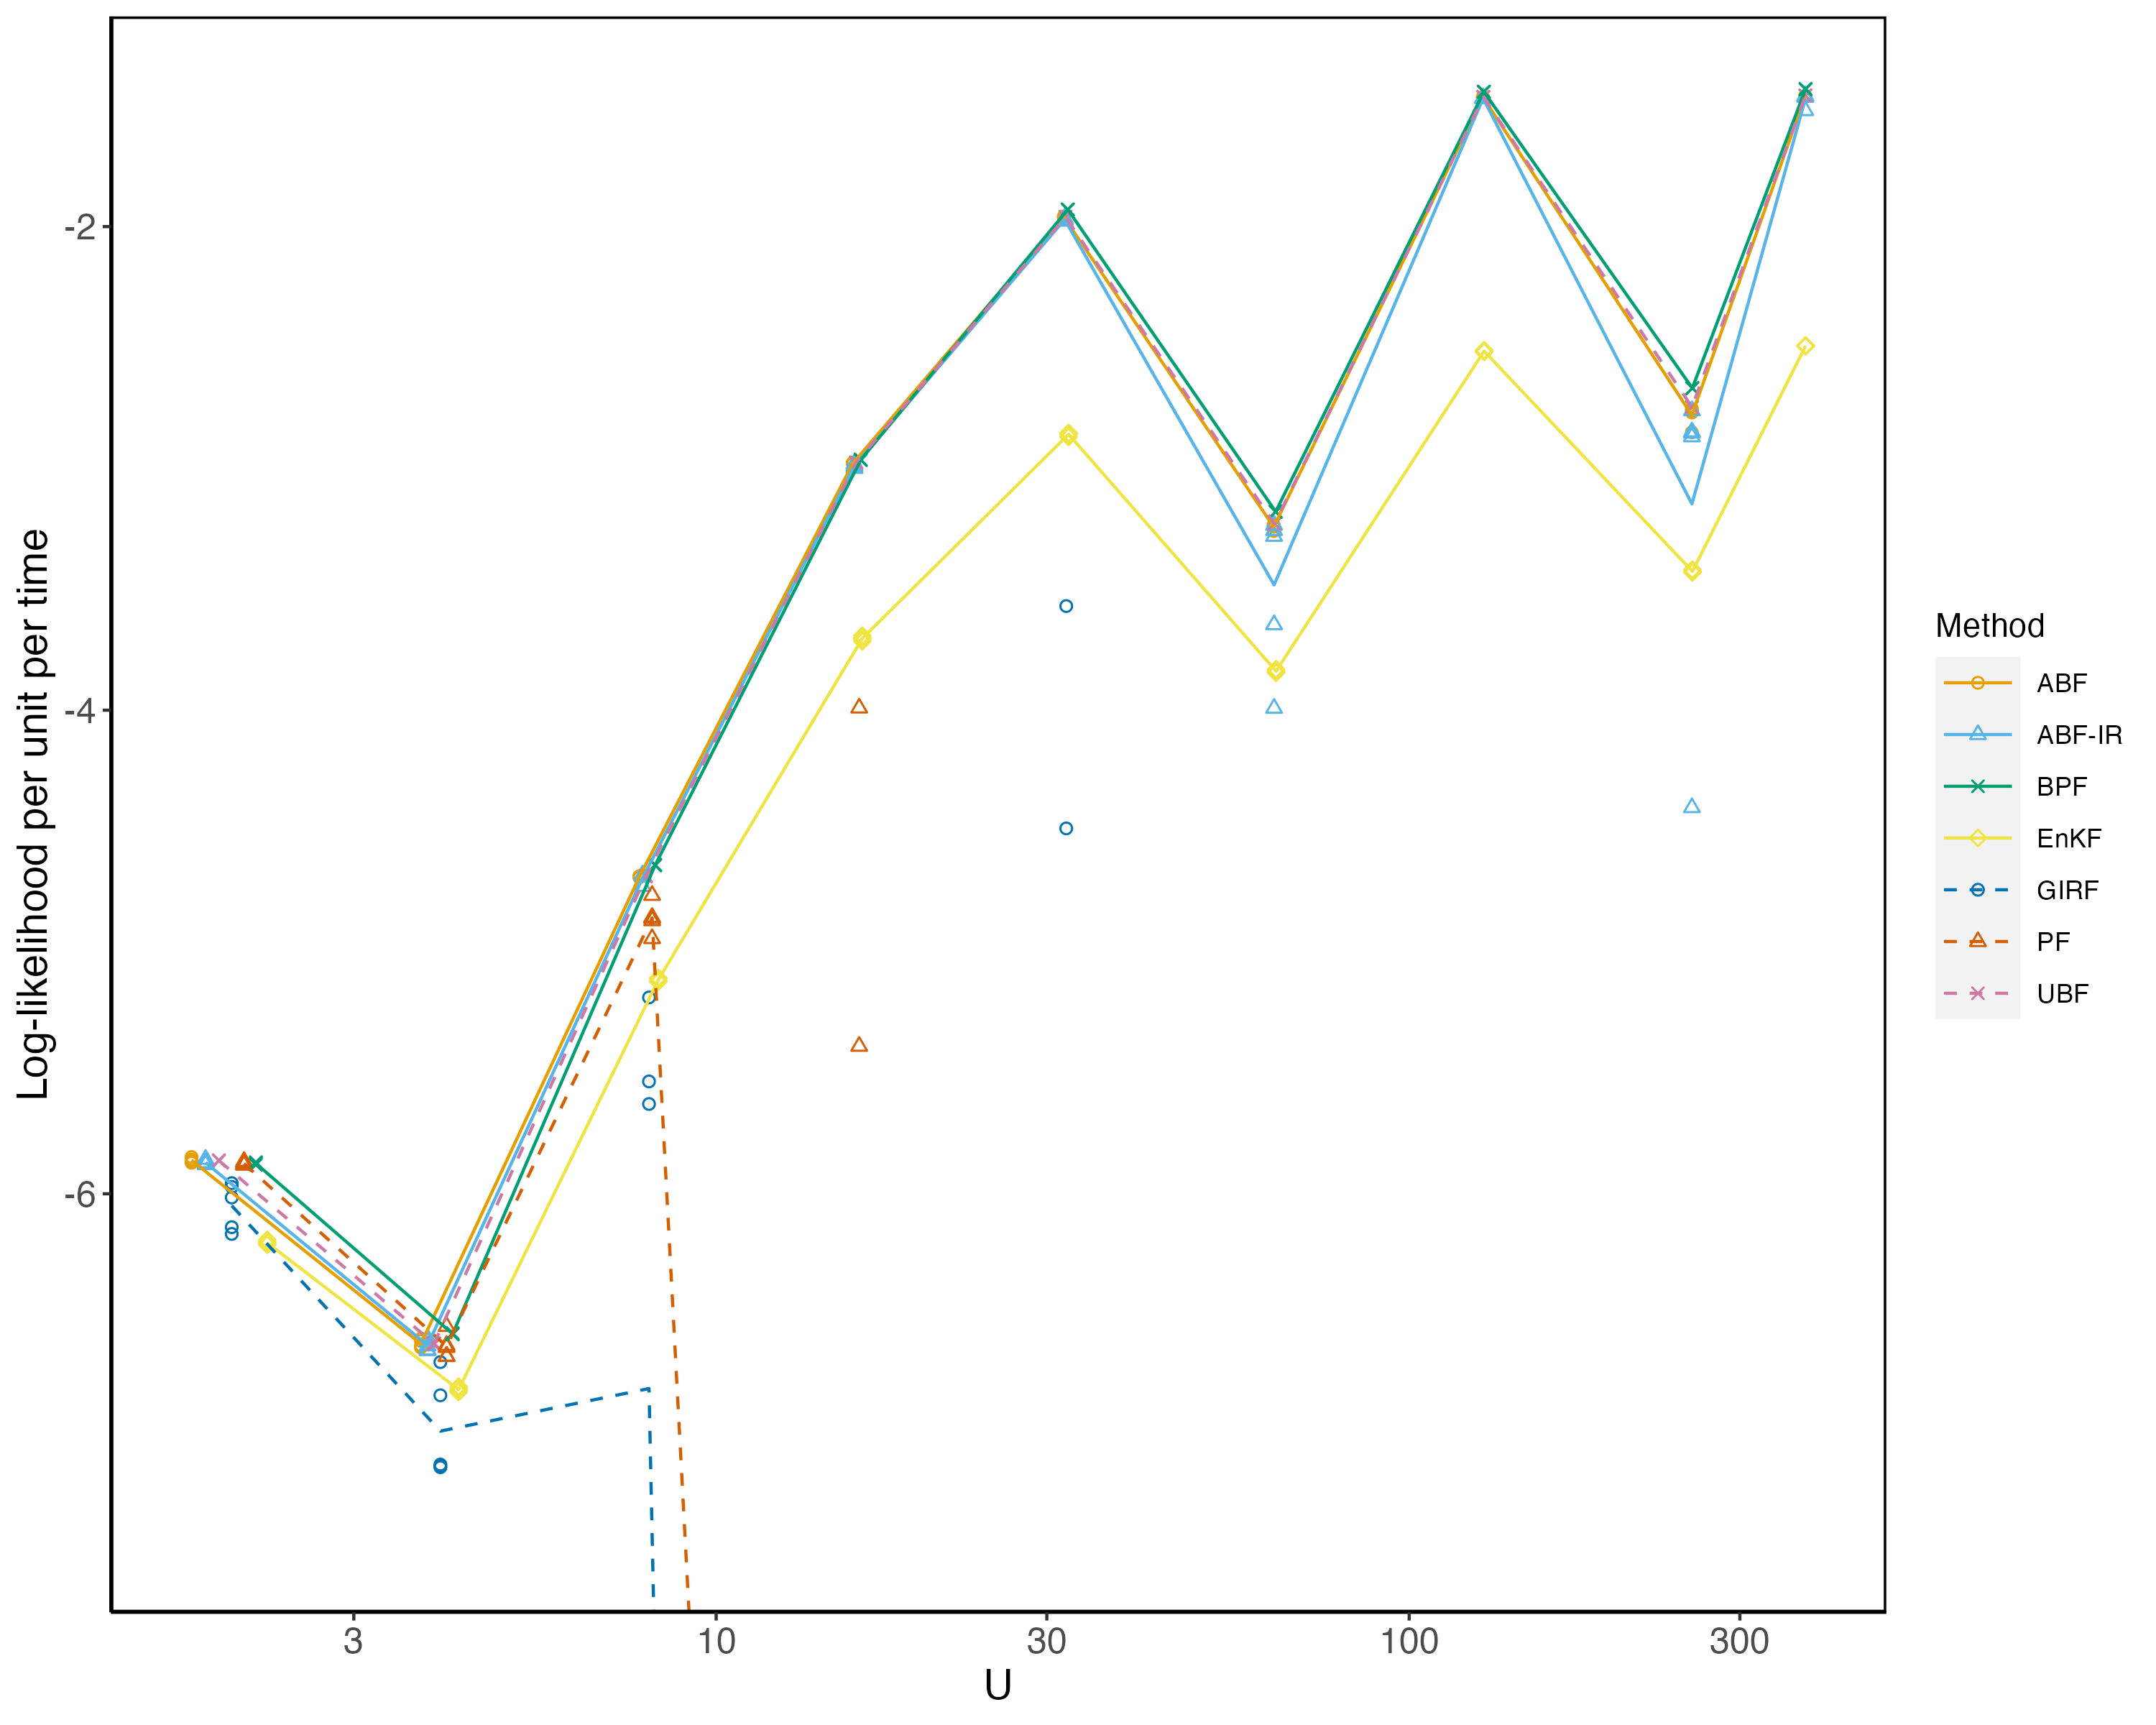 Log-likelihood per unit per time
-2
-4
-6
3
10
30
100
300
U
Method
ABF
ABF-IR
BPF
EnKF
GIRF
PF
UBF